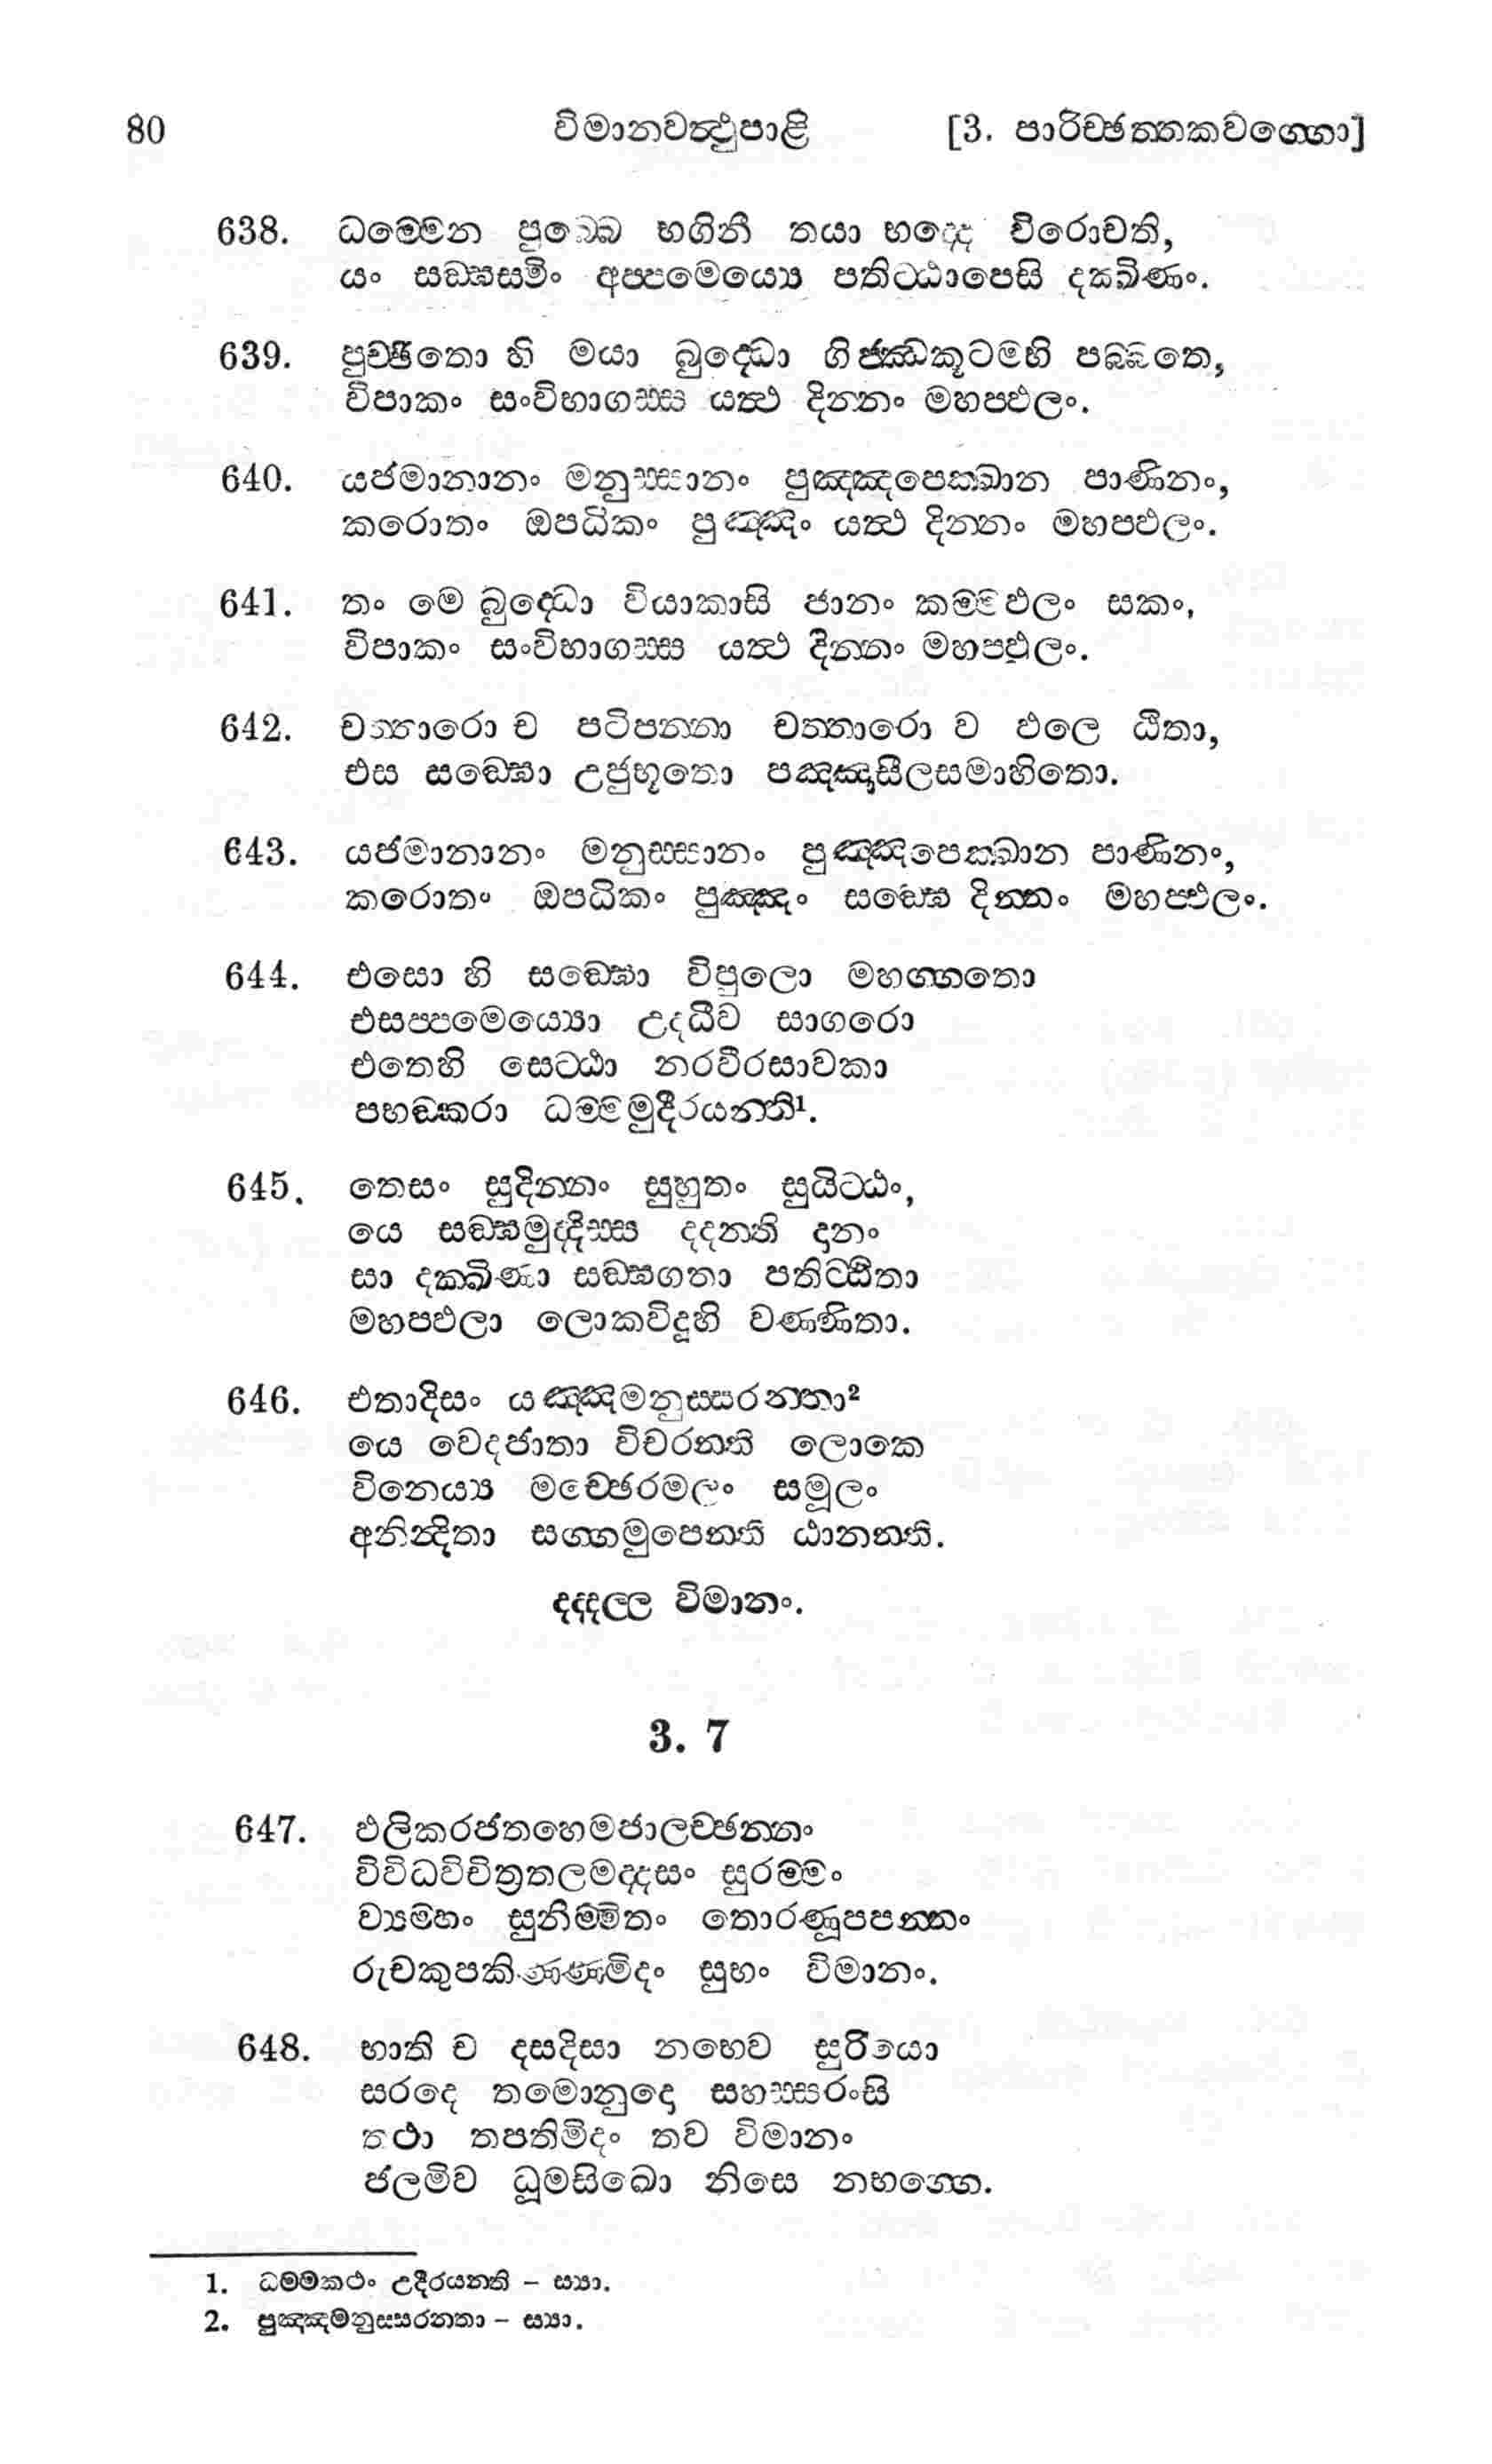 80 විමානවත්ථුපාළි [3. පාරිච්ඡත්තකවග්ගො]
638. ධම්මෙන පුබ්බෙ භගිනී තයා භද්දෙ විරොචති,
යං සඞ්ඝස්මිං අප්පමෙය්යෙ පතිට්ඨාපෙසි දක්ඛිණං.
639. පුච්ඡිතො හි මයා බුද්ධො ගිජ්ඣකූටම්හි පබ්බතෙ,
විපාකං සංවිභාගස්ස යත්ථ දින්නං මහප්ඵලං.
640. යජමානානං මනුස්සානං පුඤ්ඤපෙක්ඛාන පාණිනං,
කරොතං ඔපධිකං පුඤ්ඤං යත්ථ දින්නං මහප්ඵලං.
641. තං මෙ බුද්ධො වියාකාසි ජානං කම්මඵලං සකං,
විපාකං සංවිභාගස්ස යත්ථ දින්නං මහප්ඵලං.
642. චත්තාරො ච පටිපන්නා චත්තාරො ච ඵලෙ ඨිතා,
එස සඞ්ඝො උජුභූතො පඤ්ඤාසීලසමාහිතො.
643. යජමානානං මනුස්සානං පුඤ්ඤපෙක්ඛාන පාණිනං,
කරොතං ඔපධිකං පුඤ්ඤං සඞ්ඝෙ දින්නං මහප්ඵලං.
644. එසො හි සඞ්ඝො විපුලො මහග්ගතො
එසප්පමෙය්යො උදධීව සාගරො
එතෙහි සෙට්ඨා නරවීරසාවකා
පභඞ්කරා ධම්මමුදීරයන්ති¹.
645. තෙසං සුදින්නං සුහුතං සුයිට්ඨං,
යෙ සඞ්ඝමුද්දිස්ස දදන්ති දානං
සා දක්ඛිණා සඞ්ඝගතා පතිට්ඨිතා
මහප්ඵලා ලොකවිදූහි වණ්ණිතා.
646. එතාදිසං යඤ්ඤමනුස්සරන්තා²
යෙ වෙදජාතා විචරන්ති ලොකෙ
විනෙය්ය මච්ඡෙරමලං සමූලං
අනින්දිතා සග්ගමුපෙන්ති ඨානන්ති.
දද්දල්ල විමානං.
3. 7
647. ඵලිකරජතහෙමජාලච්ඡන්නං
විවිධවිචිත්‍රතලමද්දසං සුරම්මං
ව්‍යම්හං සුනිම්මිතං තොරණූපපන්නං
රුචකුපකිණ්ණමිදං සුභං විමානං.
648. භාති ච දසදිසා නභෙව සුරියො
සරදෙ තමොනුදො සහස්සරංසි
තථා තපතිමිදං තව විමානං
ජලමිව ධූමසිඛො නිසෙ නභග්ගෙ.
1. ධම්මකථං උදීරයන්ති – ස්‍යා.
2. පුඤ්ඤමනුස්සරන්තා – ස්‍යා.